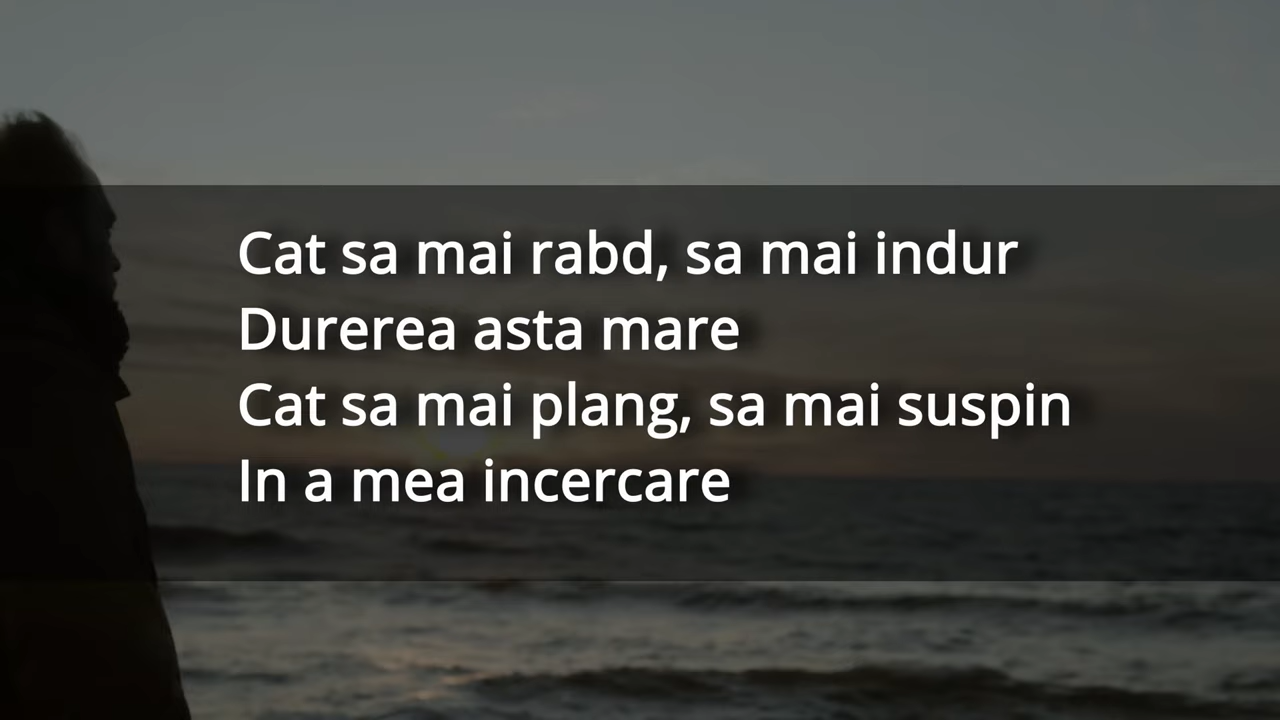 Cat sa mai rabd, sa mai indur
Durerea asta mare
Cat sa mai plang, sa mai suspin
In a mea incercare